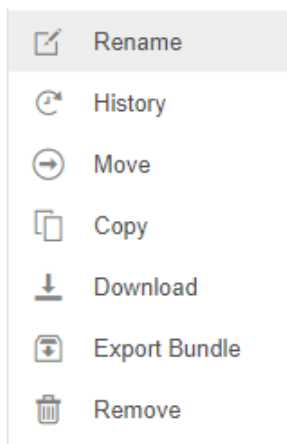 Rename
History
Move
Copy
Download
Export Bundle
Remove